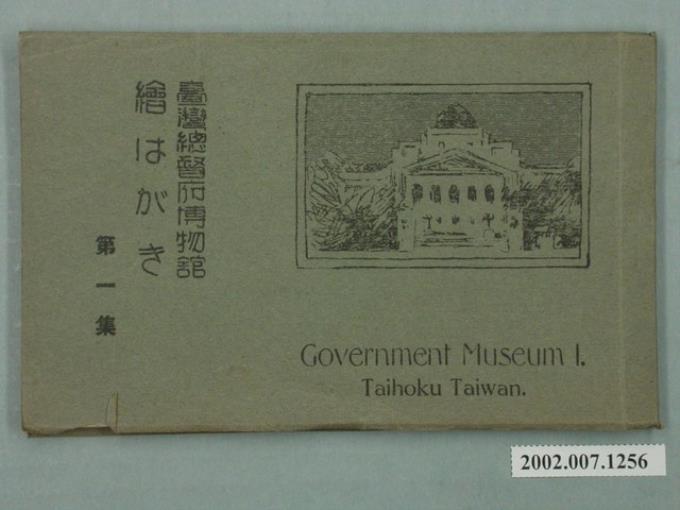 臺灣總督府博物館
繪はがき
第一集
Government Museum I.
Taihoku Taiwan.
2002.007.1256